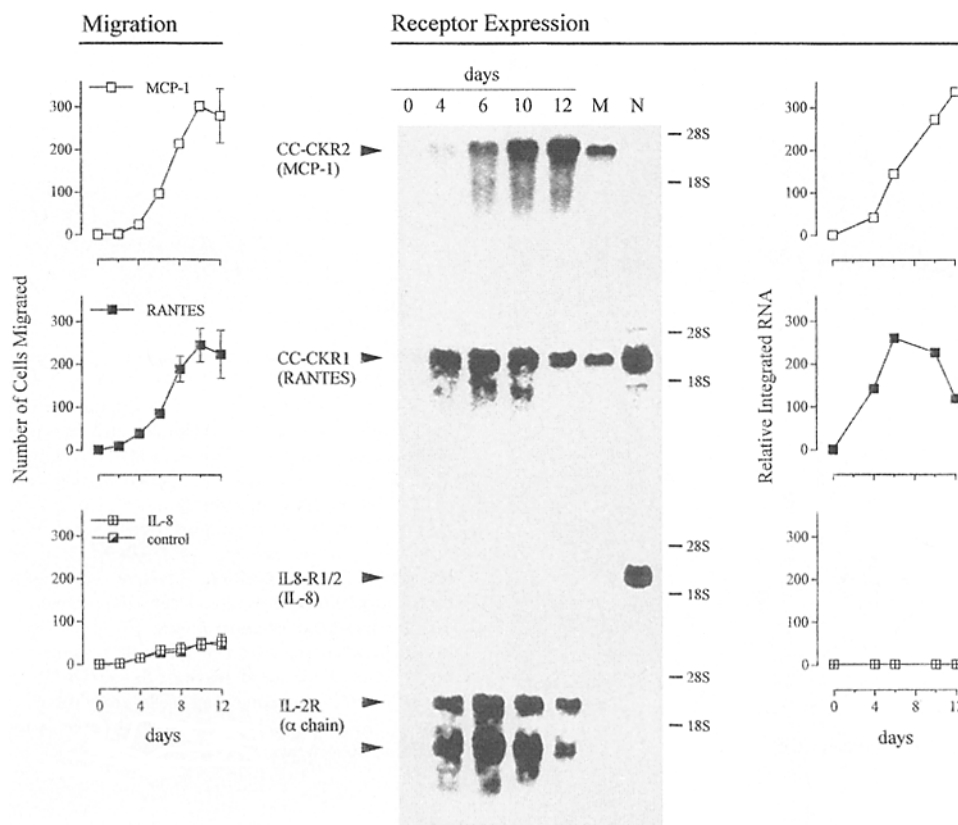 Migration
Receptor Expression
MCP-1
300
200
100
0
RANTES
300
200
100
0
IL-8
control
300
200
100
0
0 2 4 6 8 10 12
days
Number of Cells Migrated
days
0 4 6 10 12 M N
CC-CKR2
(MCP-1)
28S
18S
CC-CKR1
(RANTES)
28S
18S
IL8-R1/2
(IL-8)
28S
18S
IL-2R
(α chain)
28S
18S
Relative Integrated RNA
300
200
100
0
300
200
100
0
300
200
100
0
0 4 8 12
days